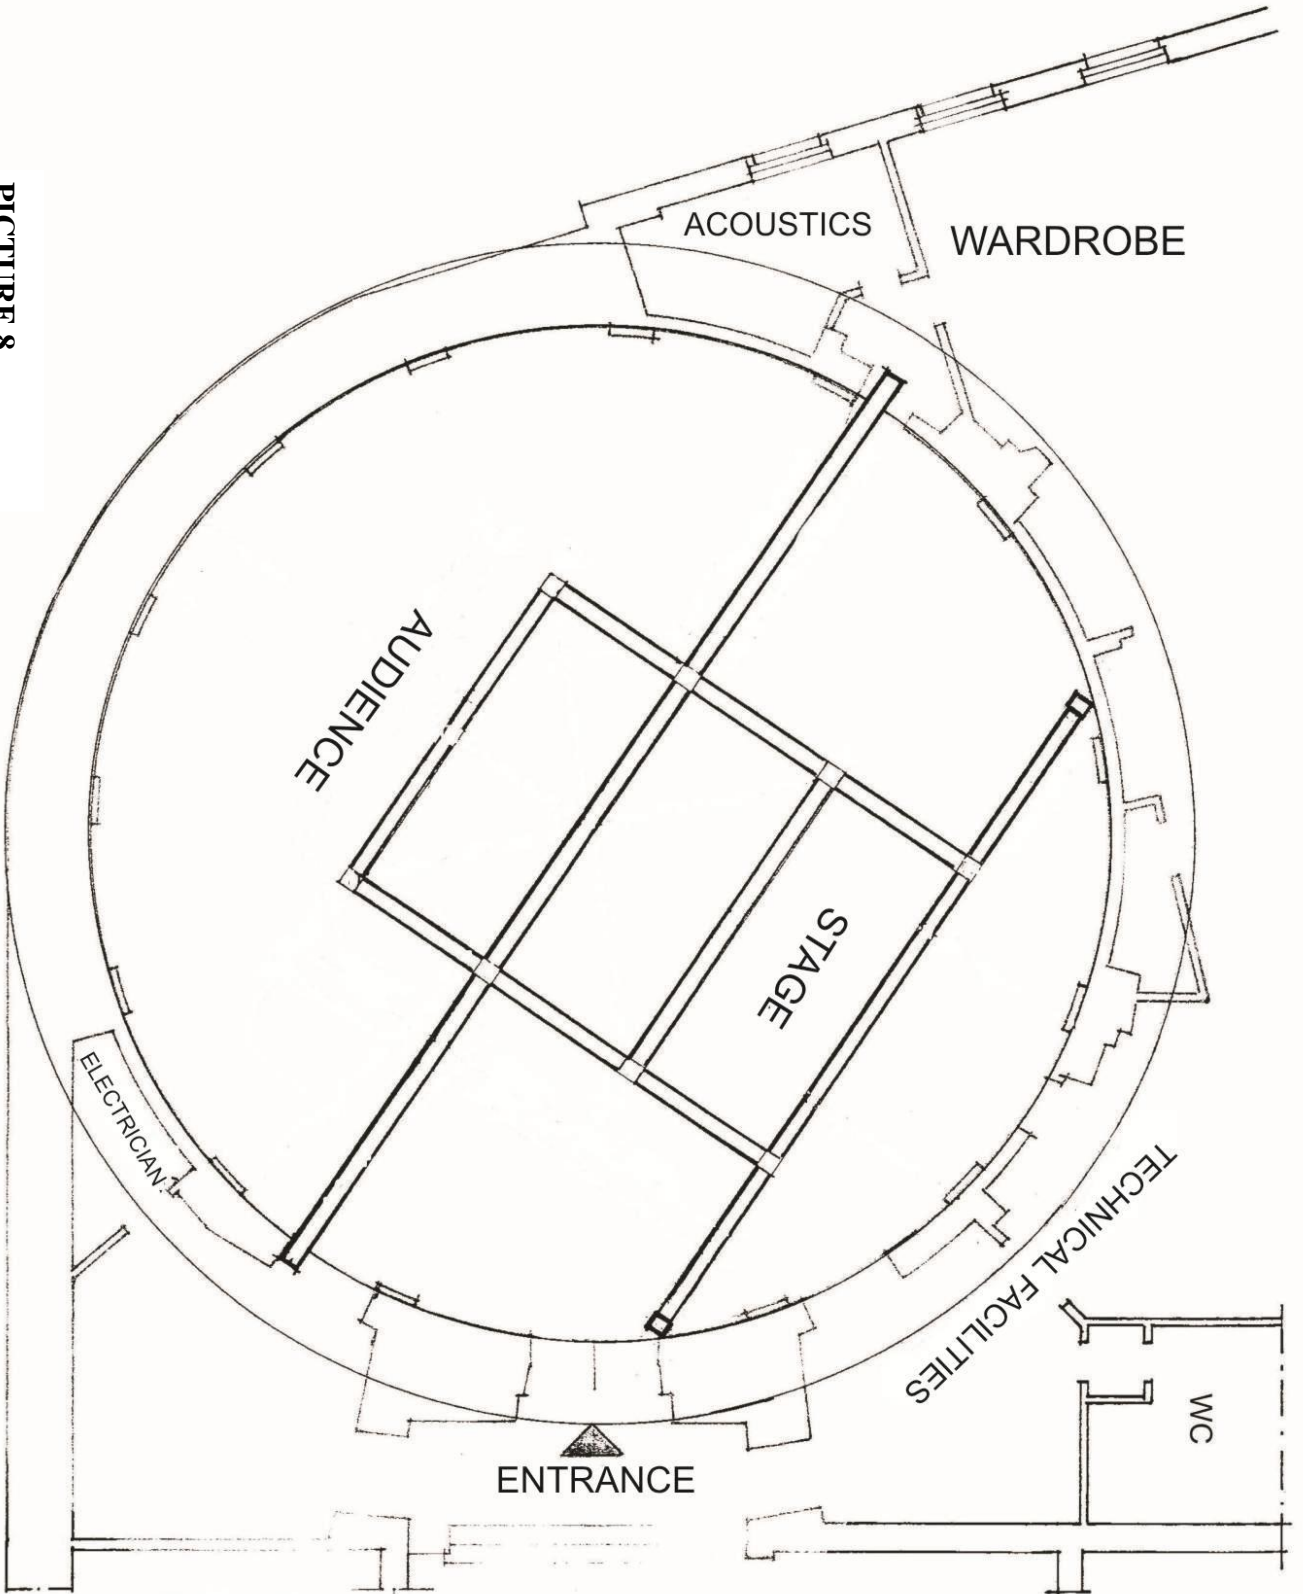 PICTURE 8
ACOUSTICS
WARDROBE
AUDIENCE
STAGE
ELECTRICIAN
TECHNICAL FACILITIES
WC
ENTRANCE